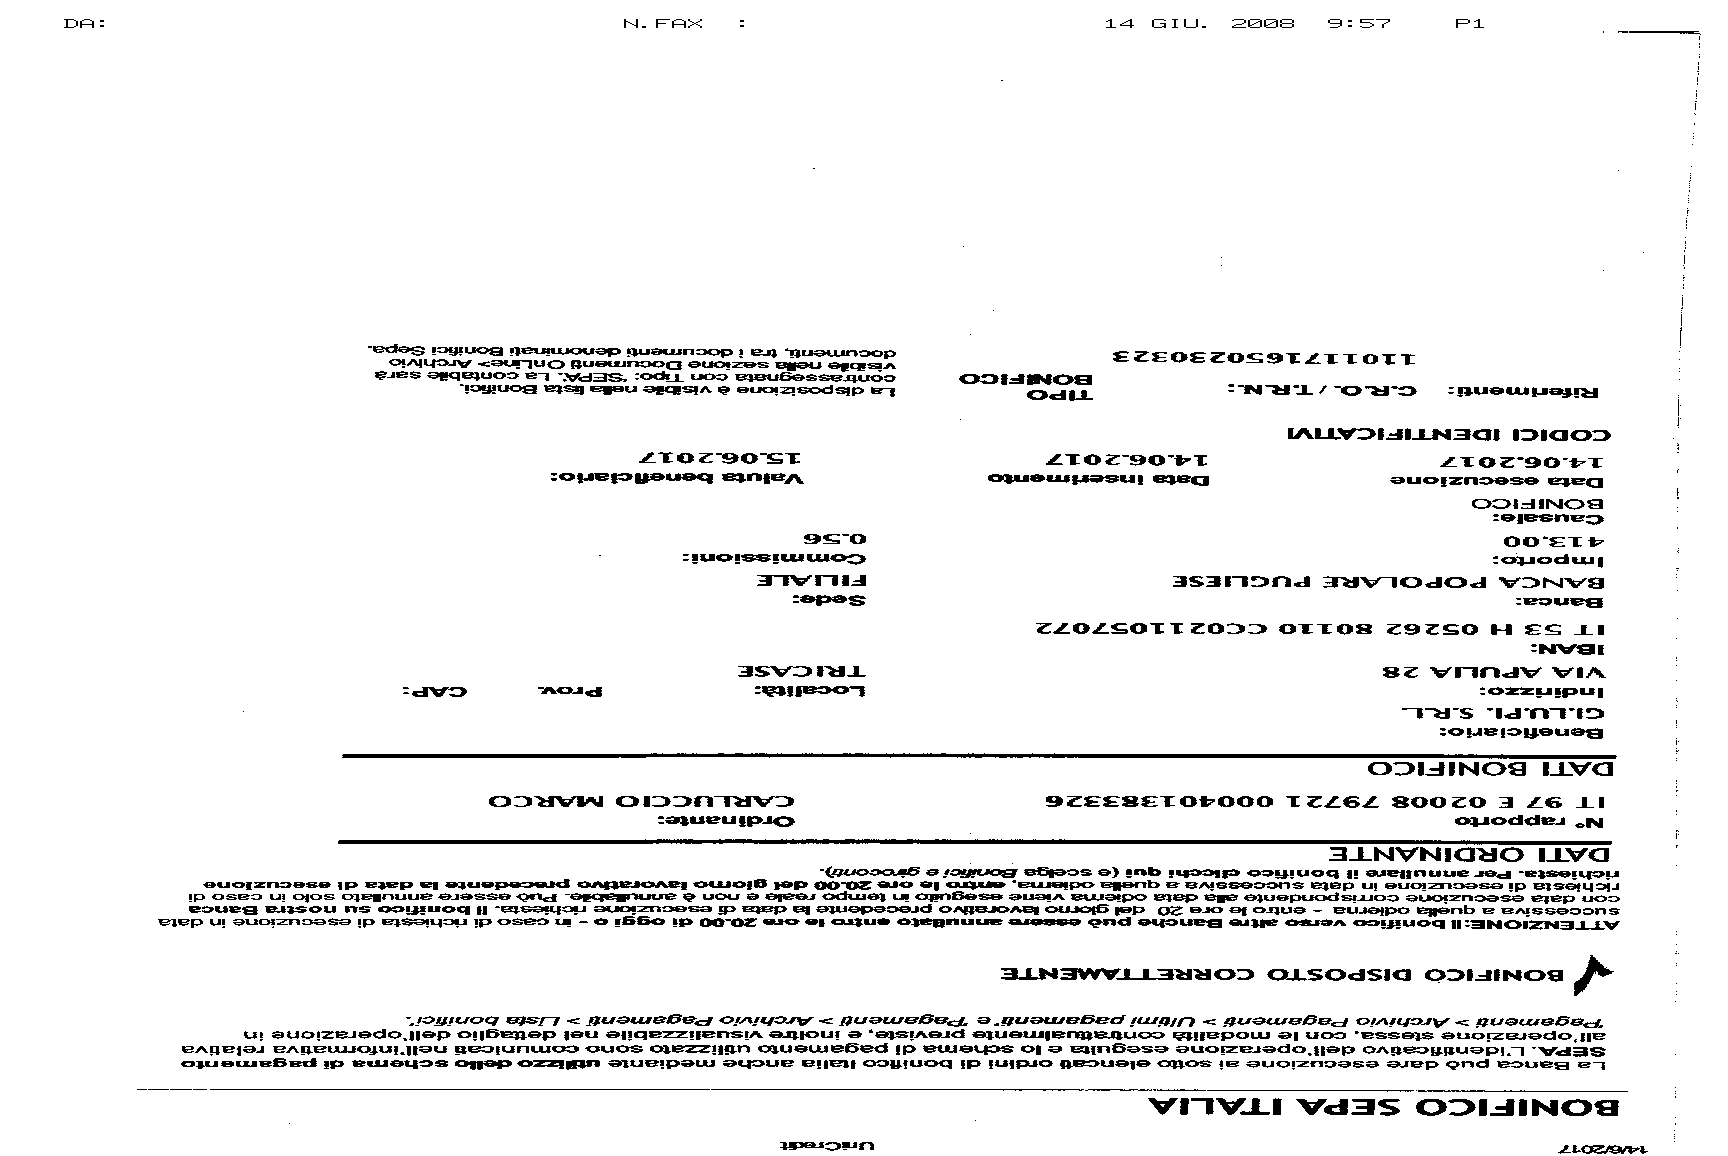 DA: N.FAX : 14 GIU. 2008 9:57 P1
14/6/2017 UniCredit
BONIFICO SEPA ITALIA
La Banca può dare esecuzione ai sotto elencati ordini di bonifico Italia anche mediante utilizzo dello schema di pagamento
SEPA. L'identificativo dell'operazione eseguita e lo schema di pagamento utilizzato sono comunicati nell'informativa relativa
all'operazione stessa, con le modalità contrattualmente previste, e inoltre visualizzabile nel dettaglio dell'operazione in
"Pagamenti > Archivio Pagamenti > Ultimi pagamenti" e "Pagamenti > Archivio Pagamenti > Lista bonifici".
BONIFICO DISPOSTO CORRETTAMENTE
ATTENZIONE:Il bonifico verso altre Banche può essere annullato entro le ore 20.00 di oggi o - in caso di richiesta di esecuzione in data
successiva a quella odierna - entro le ore 20 del giorno lavorativo precedente la data di esecuzione richiesta. Il bonifico su nostra Banca
con data esecuzione corrispondente alla data odierna viene eseguito in tempo reale e non è annullabile. Può essere annullato solo in caso di
richiesta di esecuzione in data successiva a quella odierna, entro le ore 20.00 del giorno lavorativo precedente la data di esecuzione
richiesta. Per annullare il bonifico clicchi qui (e scelga Bonifici e giroconti).
DATI ORDINANTE
N° rapporto Ordinante:
IT 97 E 02008 79721 000401383326 CARLUCCIO MARCO
DATI BONIFICO
Beneficiario:
GI.LU.PI. S.R.L.
Indirizzo: Località: Prov. CAP:
VIA APULIA 28 TRICASE
IBAN:
IT 53 H 05262 80110 CC0211057072
Banca: Sede:
BANCA POPOLARE PUGLIESE FILIALE
Importo: Commissioni:
413.00 0.56
Causale:
BONIFICO
Data esecuzione Data inserimento Valuta beneficiario:
14.06.2017 14.06.2017 15.06.2017
CODICI IDENTIFICATIVI
Riferimenti: C.R.O. / T.R.N.: TIPO BONIFICO
1101171650230323
La disposizione è visibile nella lista Bonifici,
contrassegnata con Tipo: "SEPA". La contabile sarà
visibile nella sezione Documenti OnLine> Archivio
documenti, tra i documenti denominati Bonifici Sepa.